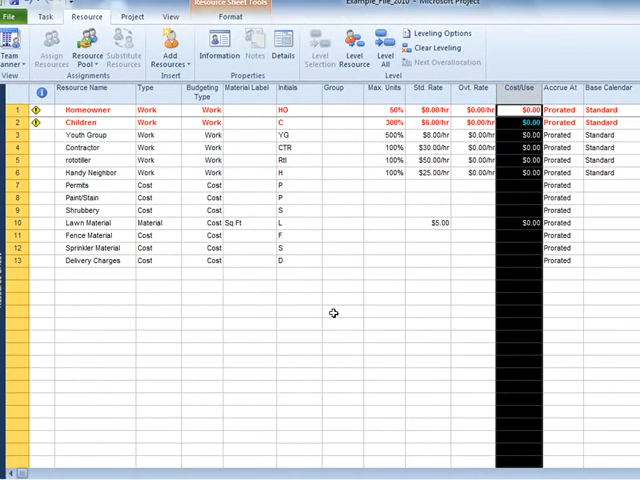 Resource Sheet Tools
Example_File_2010 - Microsoft Project
File Task Resource Project View Format
Team
Planner
Assign
Resources
Resource
Pool
Substitute
Resources
Add
Resources
Information
Notes
Details
Level
Selection
Level
Resource
Level
All
Leveling Options
Clear Leveling
Next Overallocation
View Assignments Insert Properties Level
Resource Name Type Budgeting Type Material Label Initials Group Max. Units Std. Rate Ovt. Rate Cost/Use Accrue At Base Calendar
1 Homeowner Work Work HO 50% $0.00/hr $0.00/hr $0.00 Prorated Standard
2 Children Work Work C 300% $6.00/hr $0.00/hr $0.00 Prorated Standard
3 Youth Group Work Work YG 500% $8.00/hr $0.00/hr $0.00 Prorated Standard
4 Contractor Work Work CTR 100% $30.00/hr $0.00/hr $0.00 Prorated Standard
5 rototiller Work Work Rtl 100% $50.00/hr $0.00/hr $0.00 Prorated Standard
6 Handy Neighbor Work Work H 100% $25.00/hr $0.00/hr $0.00 Prorated Standard
7 Permits Cost Cost P Prorated
8 Paint/Stain Cost Cost P Prorated
9 Shrubbery Cost Cost S Prorated
10 Lawn Material Material Cost Sq Ft L $5.00 $0.00 Prorated
11 Fence Material Cost Cost F Prorated
12 Sprinkler Material Cost Cost S Prorated
13 Delivery Charges Cost Cost D Prorated